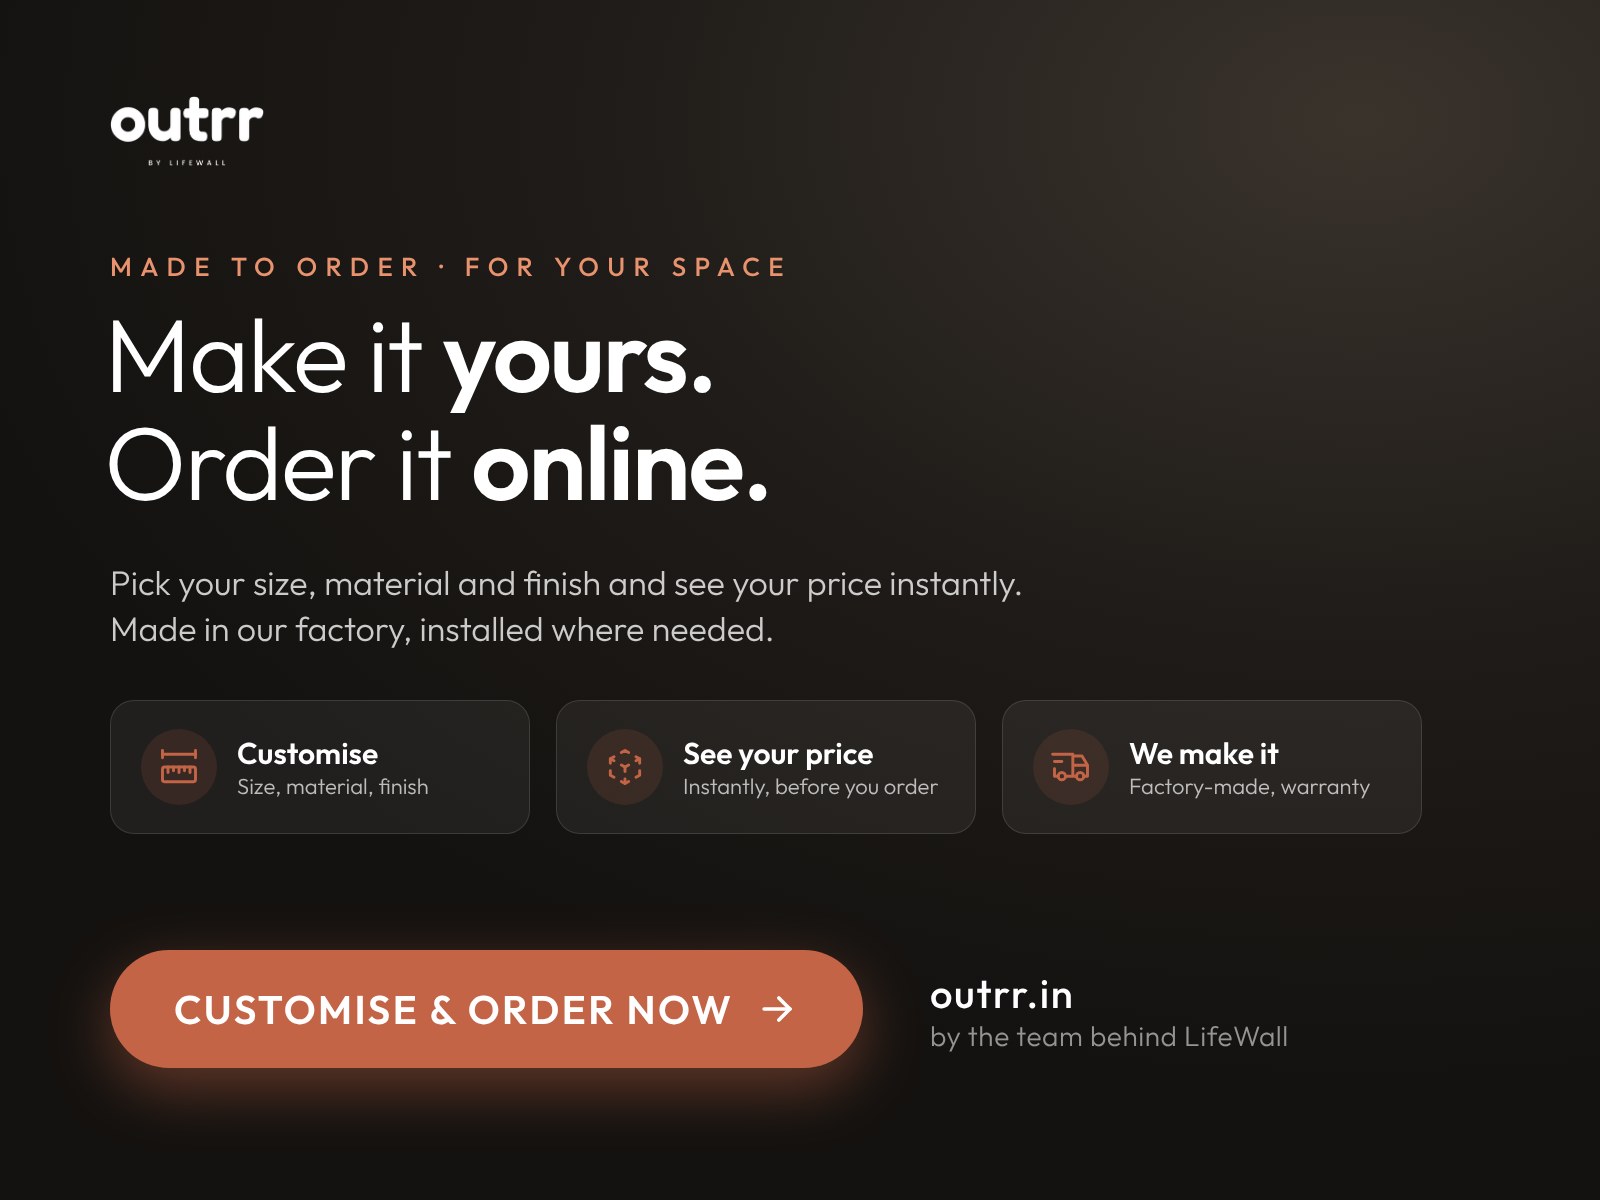 outrr
BY LIFEWALL
MADE TO ORDER · FOR YOUR SPACE
Make it yours.
Order it online.
Pick your size, material and finish and see your price instantly.
Made in our factory, installed where needed.
Customise
Size, material, finish
See your price
Instantly, before you order
We make it
Factory-made, warranty
CUSTOMISE & ORDER NOW →
outrr.in
by the team behind LifeWall